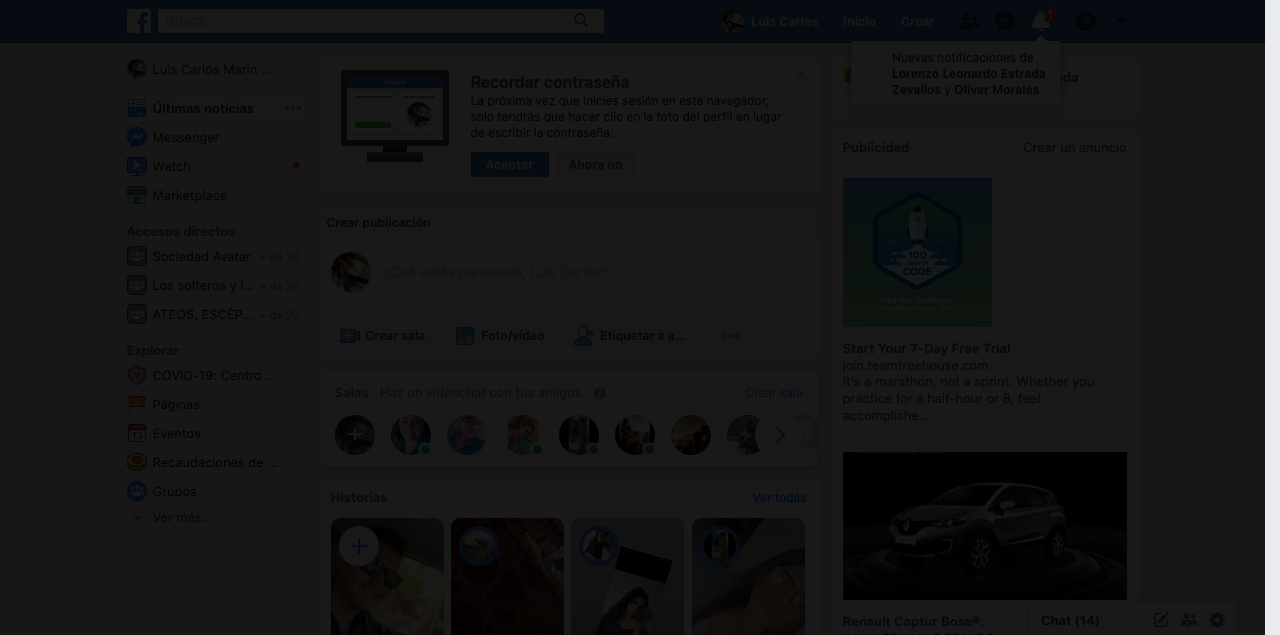 Busca
Luis Carlos
Inicio
Crear
1
Nuevas notificaciones de
Lorenzo Leonardo Estrada
Zevallos y Oliver Morales
Luis Carlos Marin ...
Últimas noticias
Messenger
Watch
Marketplace
Accesos directos
Sociedad Avatar + de 20
Los solteros y l... + de 20
ATEOS, ESCÉP... + de 20
Explorar
COVID-19: Centro ...
Páginas
13 Eventos
Recaudaciones de ...
Grupos
Ver más...
Recordar contraseña
La próxima vez que inicies sesión en este navegador,
solo tendrás que hacer clic en la foto del perfil en lugar
de escribir la contraseña.
Aceptar
Ahora no
Crear publicación
¿Qué estás pensando, Luis Carlos?
Crear sala
Foto/video
Etiquetar a a...
Salas · Haz un videochat con tus amigos
Crear sala
Historias
Ver todas
Publicidad
Crear un anuncio
100
DAYS OF
CODE
Take the challenge.
Start Your 7-Day Free Trial
join.teamtreehouse.com
It's a marathon, not a sprint. Whether you
practice for a half-hour or 8, feel
accomplishe...
Renault Captur Bose®,
Chat (14)